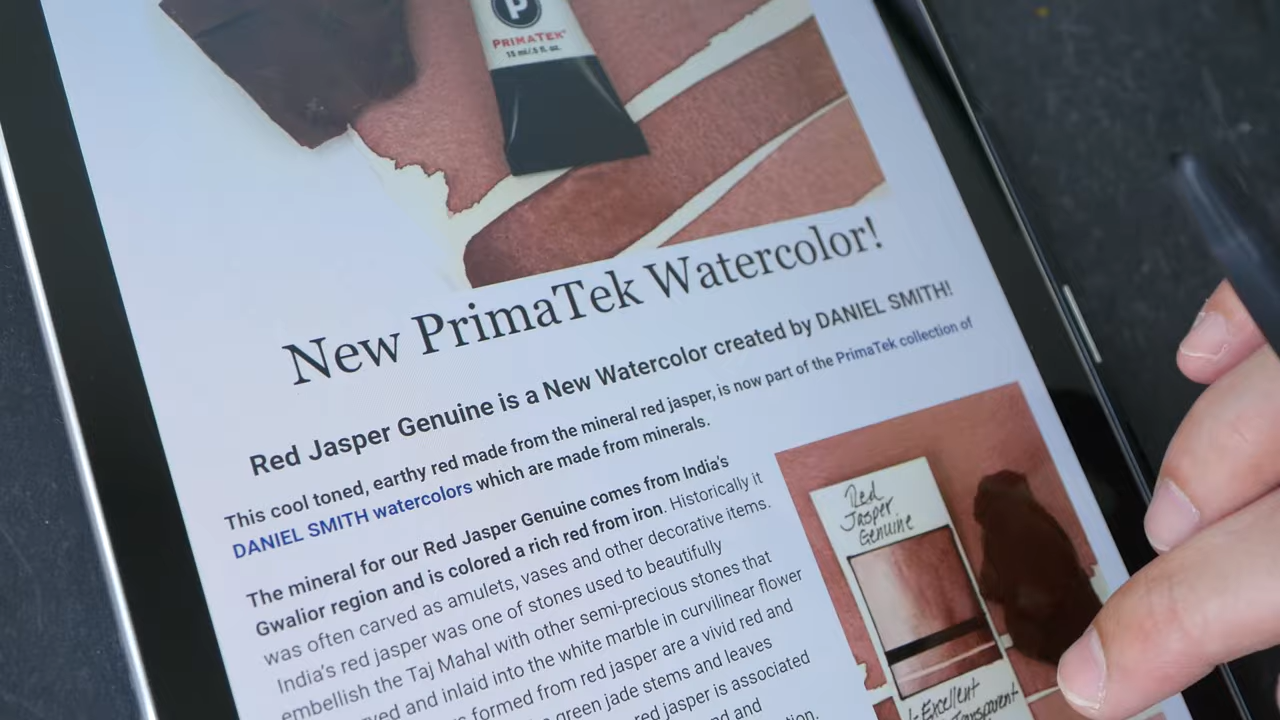 P
PRIMATEK®
15 ml/.5 fl. oz.
New PrimaTek Watercolor!
Red Jasper Genuine is a New Watercolor created by DANIEL SMITH!
This cool toned, earthy red made from the mineral red jasper, is now part of the PrimaTek collection of
DANIEL SMITH watercolors which are made from minerals.
The mineral for our Red Jasper Genuine comes from India's
Gwalior region and is colored a rich red from iron. Historically it
was often carved as amulets, vases and other decorative items.
India's red jasper was one of stones used to beautifully
embellish the Taj Mahal with other semi-precious stones that
and inlaid into the white marble in curvilinear flower
formed from red jasper are a vivid red and
green jade stems and leaves
red jasper is associated
and
Red
Jasper
Genuine
Excellent
Transparent